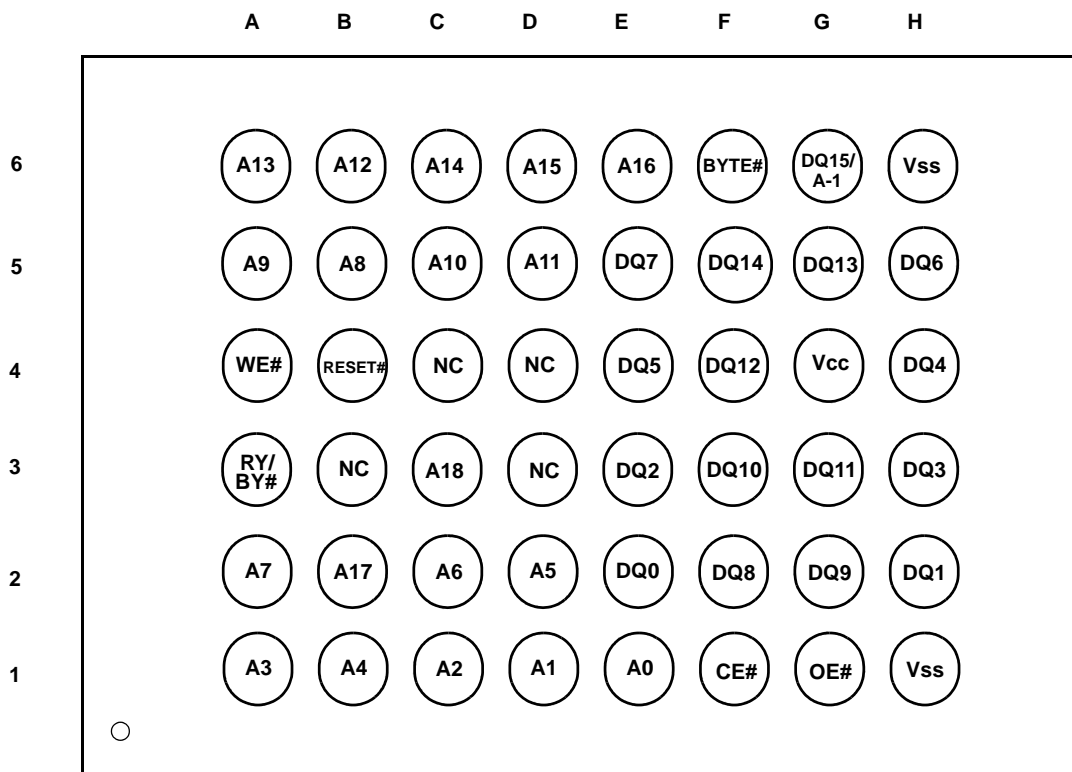 A B C D E F G H
6 A13 A12 A14 A15 A16 BYTE# DQ15/ A-1 Vss
5 A9 A8 A10 A11 DQ7 DQ14 DQ13 DQ6
4 WE# RESET# NC NC DQ5 DQ12 Vcc DQ4
3 RY/ BY# NC A18 NC DQ2 DQ10 DQ11 DQ3
2 A7 A17 A6 A5 DQ0 DQ8 DQ9 DQ1
1 A3 A4 A2 A1 A0 CE# OE# Vss